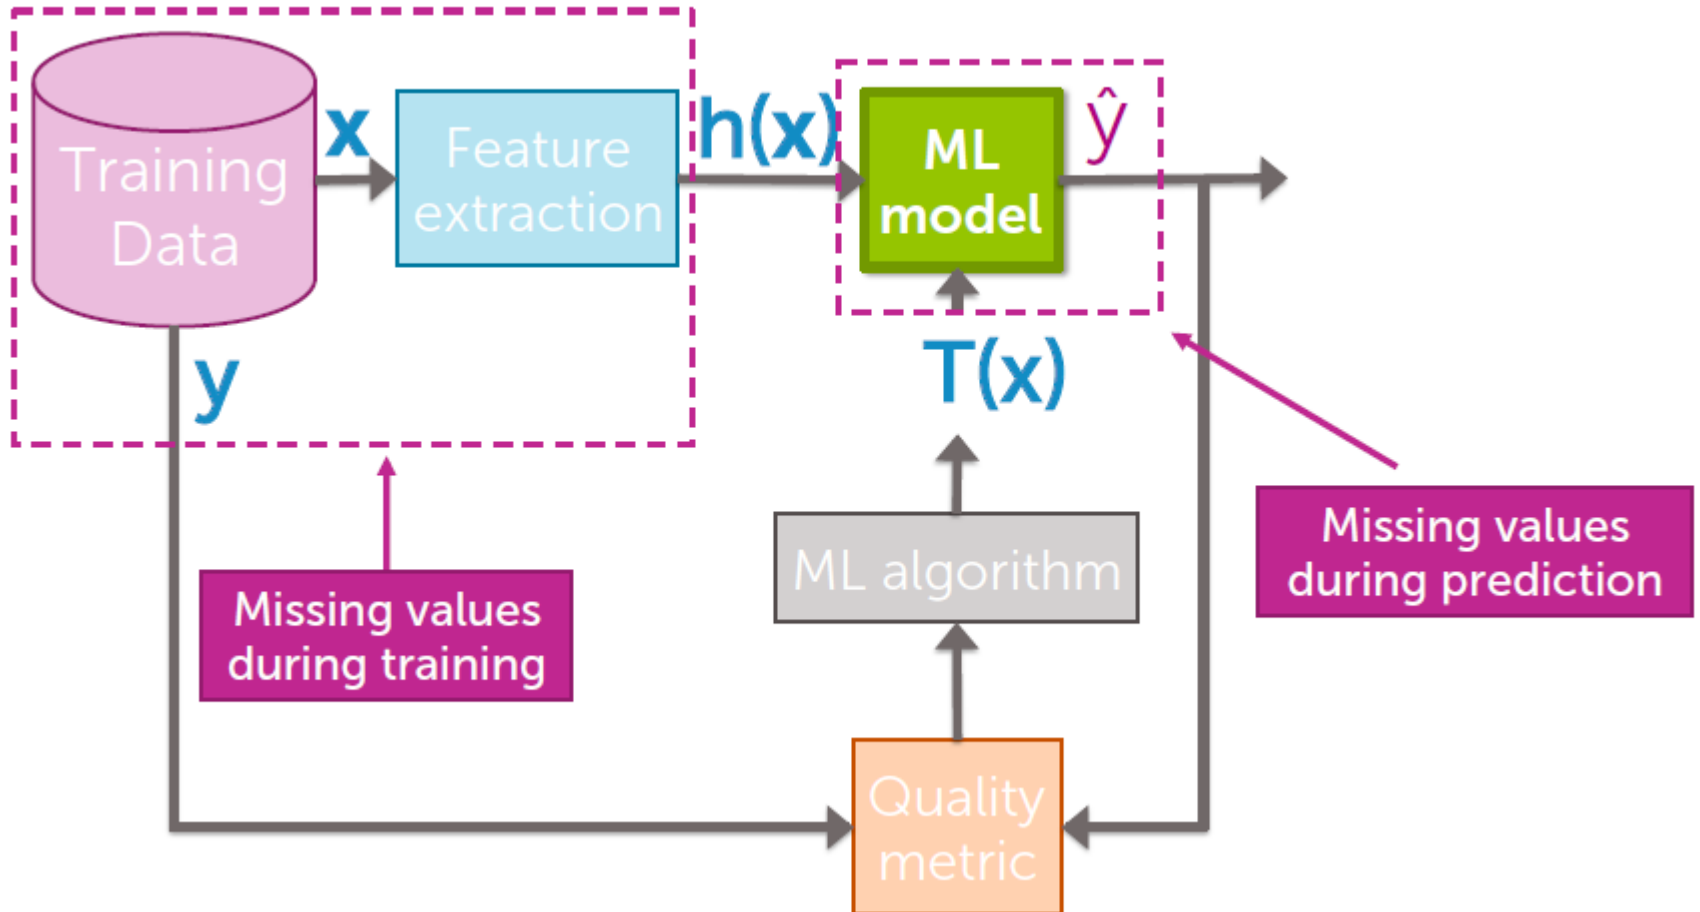 Training
Data
x
Feature
extraction
h(x)
ML
model
ŷ
y
T(x)
Missing values
during training
ML algorithm
Missing values
during prediction
Quality
metric